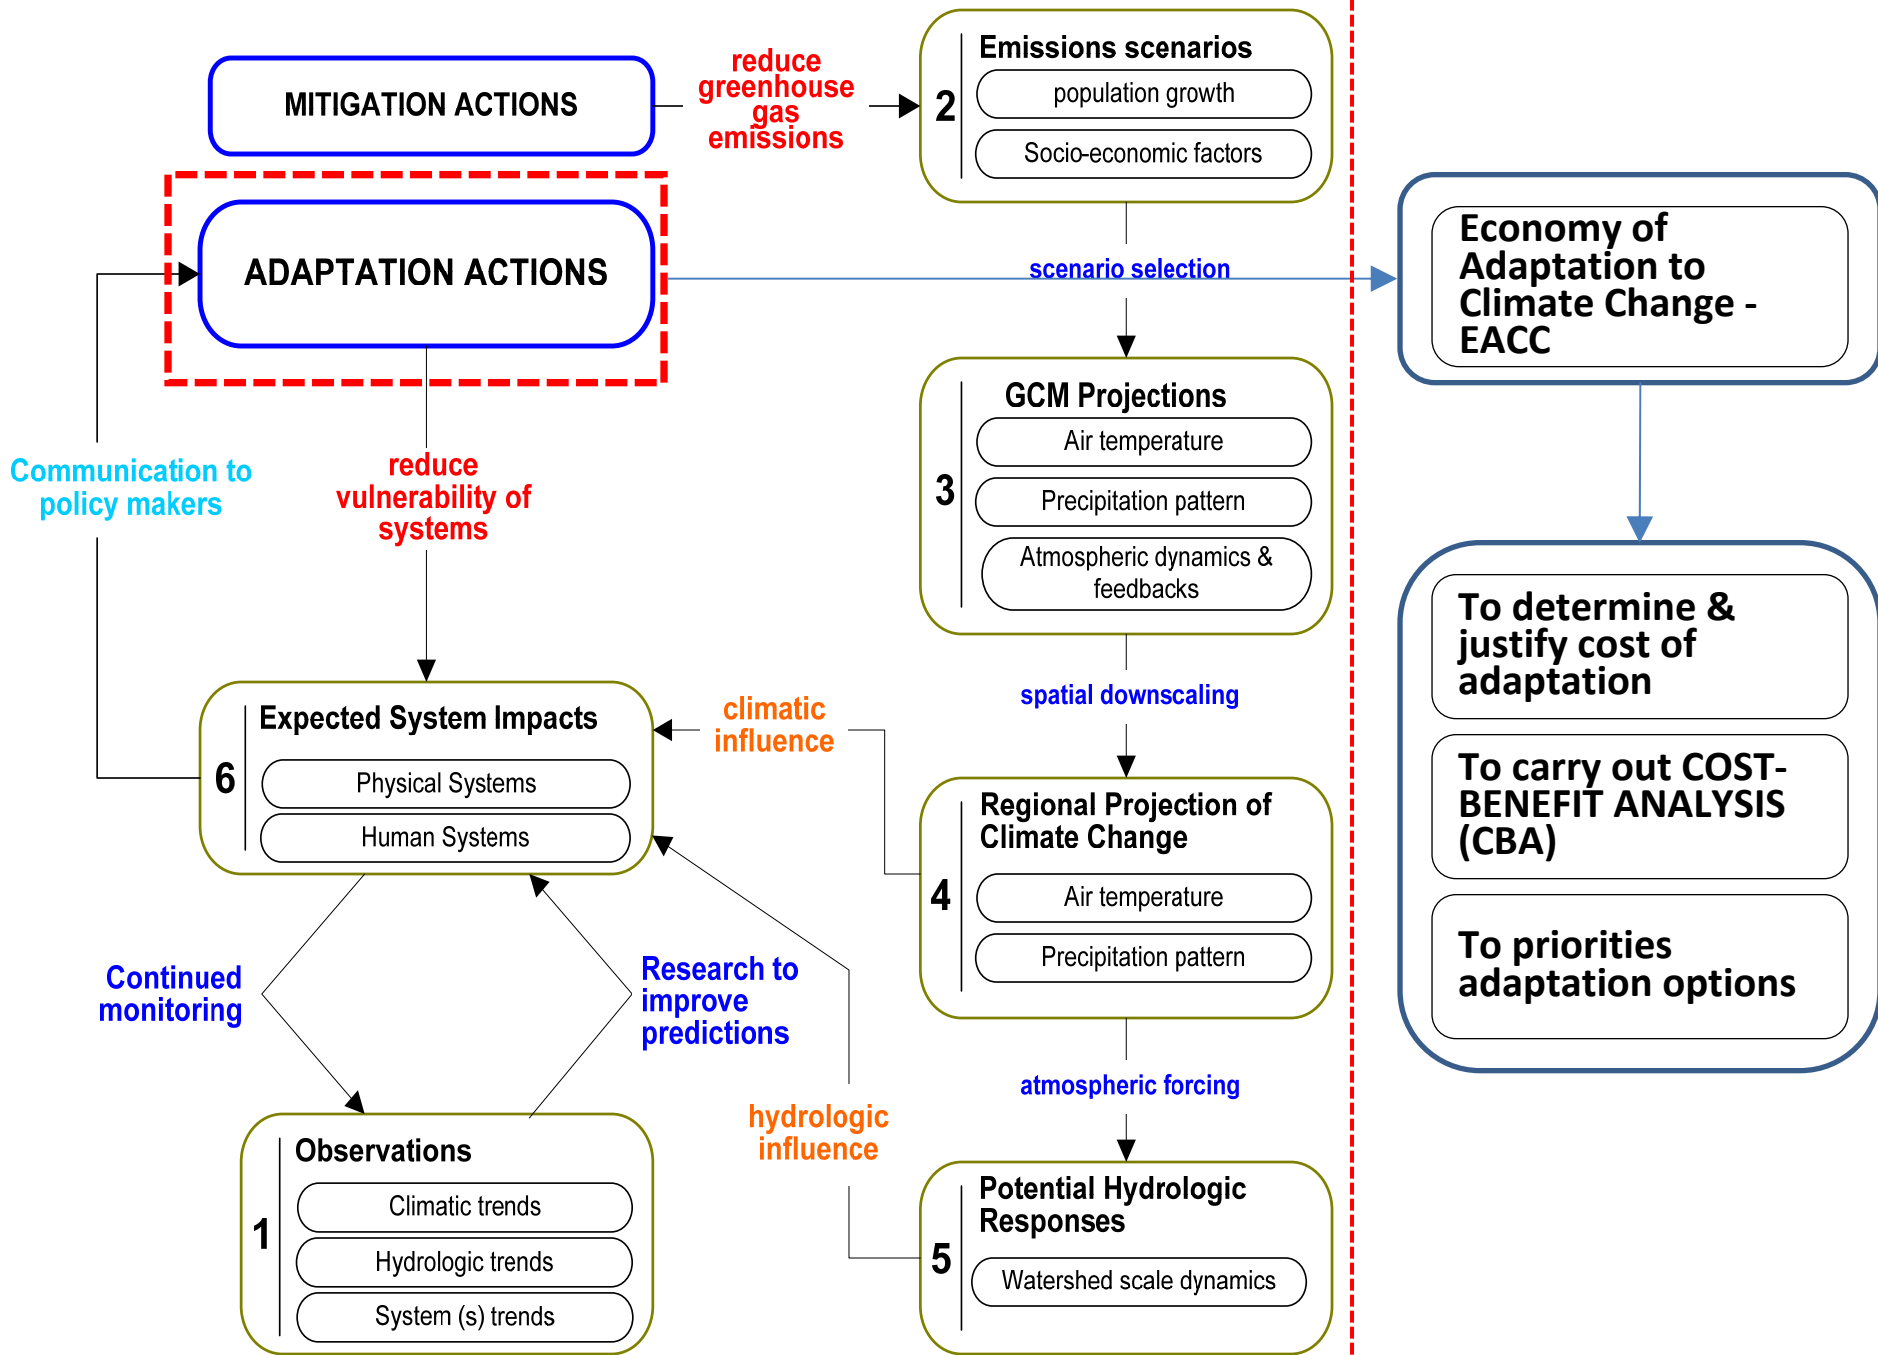 MITIGATION ACTIONS
reduce
greenhouse
gas
emissions
2
Emissions scenarios
population growth
Socio-economic factors
ADAPTATION ACTIONS
scenario selection
Economy of
Adaptation to
Climate Change -
EACC
Communication to
policy makers
reduce
vulnerability of
systems
3
GCM Projections
Air temperature
Precipitation pattern
Atmospheric dynamics &
feedbacks
To determine &
justify cost of
adaptation
To carry out COST-
BENEFIT ANALYSIS
(CBA)
To priorities
adaptation options
spatial downscaling
6
Expected System Impacts
Physical Systems
Human Systems
climatic
influence
4
Regional Projection of
Climate Change
Air temperature
Precipitation pattern
Continued
monitoring
Research to
improve
predictions
atmospheric forcing
hydrologic
influence
1
Observations
Climatic trends
Hydrologic trends
System (s) trends
5
Potential Hydrologic
Responses
Watershed scale dynamics